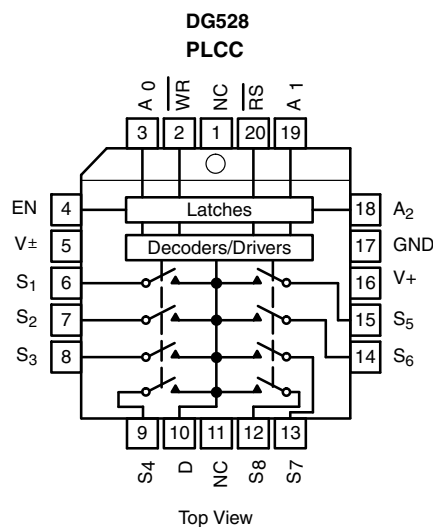 DG528
PLCC
A 0 WR NC RS A 1
3 2 1 20 19
EN 4 Latches 18 A2
V± 5 Decoders/Drivers 17 GND
S1 6 16 V+
S2 7 15 S5
S3 8 14 S6
9 10 11 12 13
S4 D NC S8 S7
Top View